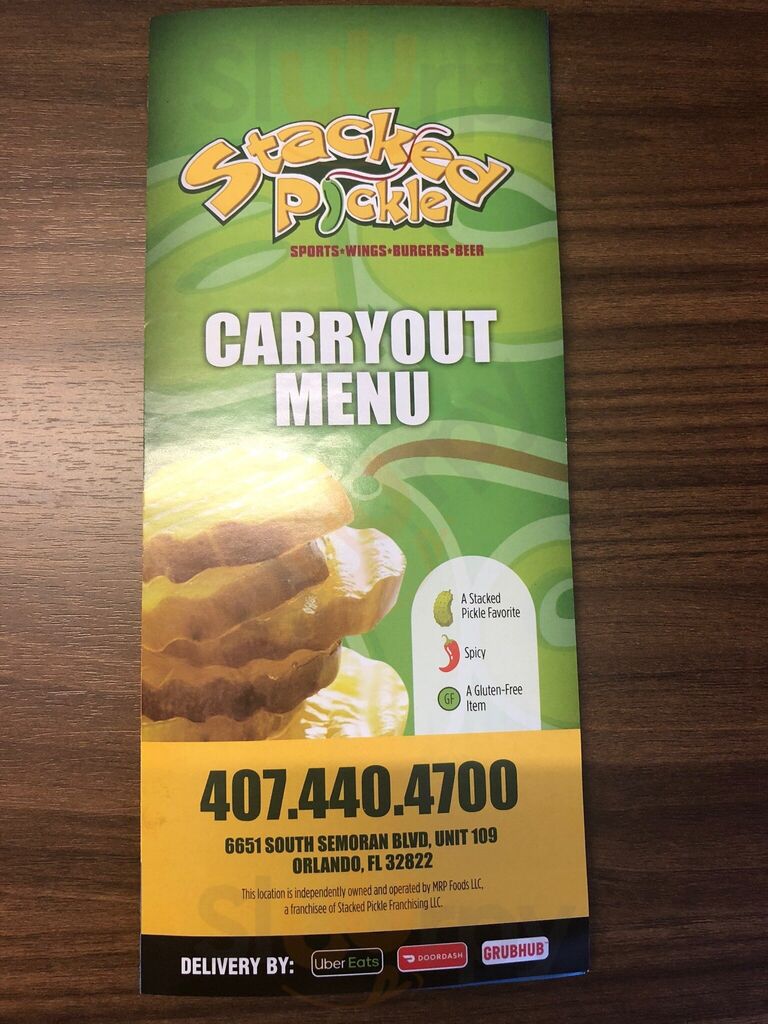 Slurpy
Stacked
Pickle
SPORTS★WINGS★BURGERS★BEER
CARRYOUT
MENU
A Stacked
Pickle Favorite
Spicy
GF
A Gluten-Free
Item
407.440.4700
6651 SOUTH SEMORAN BLVD, UNIT 109
ORLANDO, FL 32822
This location is independently owned and operated by MRP Foods LLC,
a franchisee of Stacked Pickle Franchising LLC.
DELIVERY BY: Uber Eats DOORDASH GRUBHUB